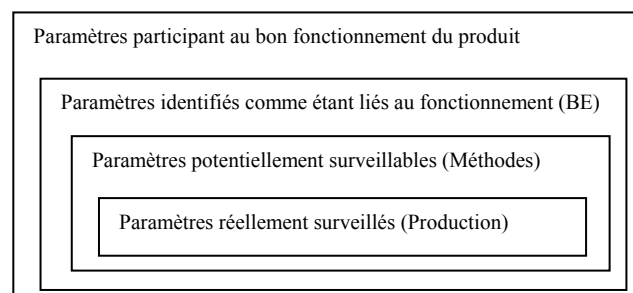 Paramètres participant au bon fonctionnement du produit
Paramètres identifiés comme étant liés au fonctionnement (BE)
Paramètres potentiellement surveillables (Méthodes)
Paramètres réellement surveillés (Production)